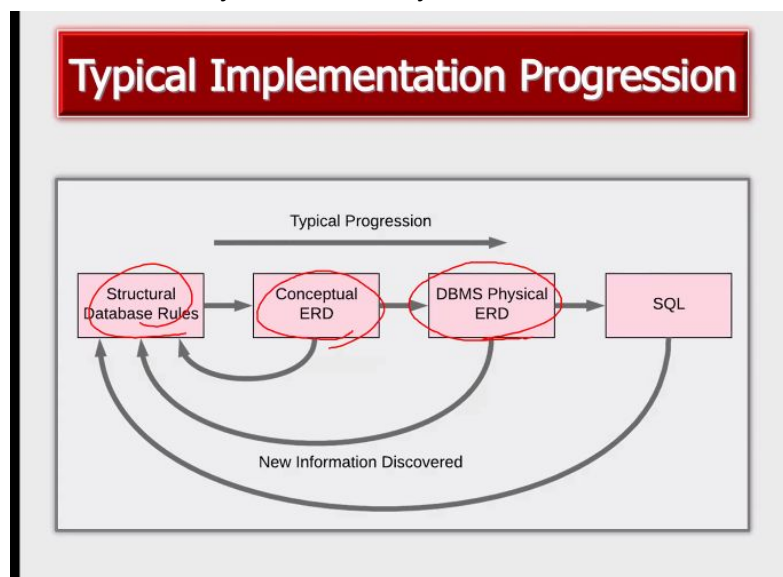 Typical Implementation Progression
Typical Progression
Structural
Database Rules
Conceptual
ERD
DBMS Physical
ERD
SQL
New Information Discovered